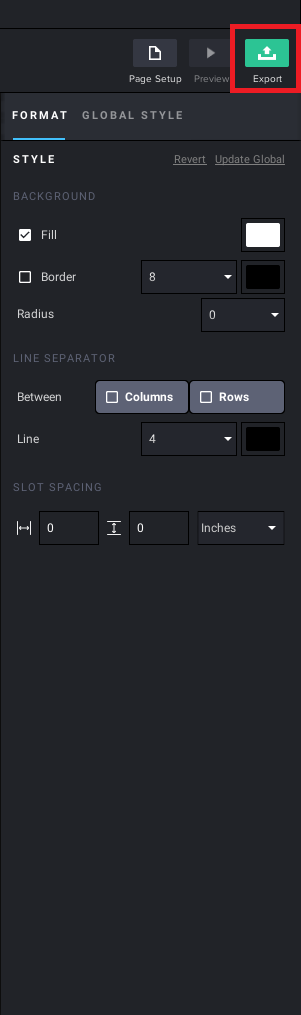 Page Setup Preview Export
FORMAT GLOBAL STYLE
STYLE Revert Update Global
BACKGROUND
Fill
Border 8
Radius 0
LINE SEPARATOR
Between Columns Rows
Line 4
SLOT SPACING
0 0 Inches